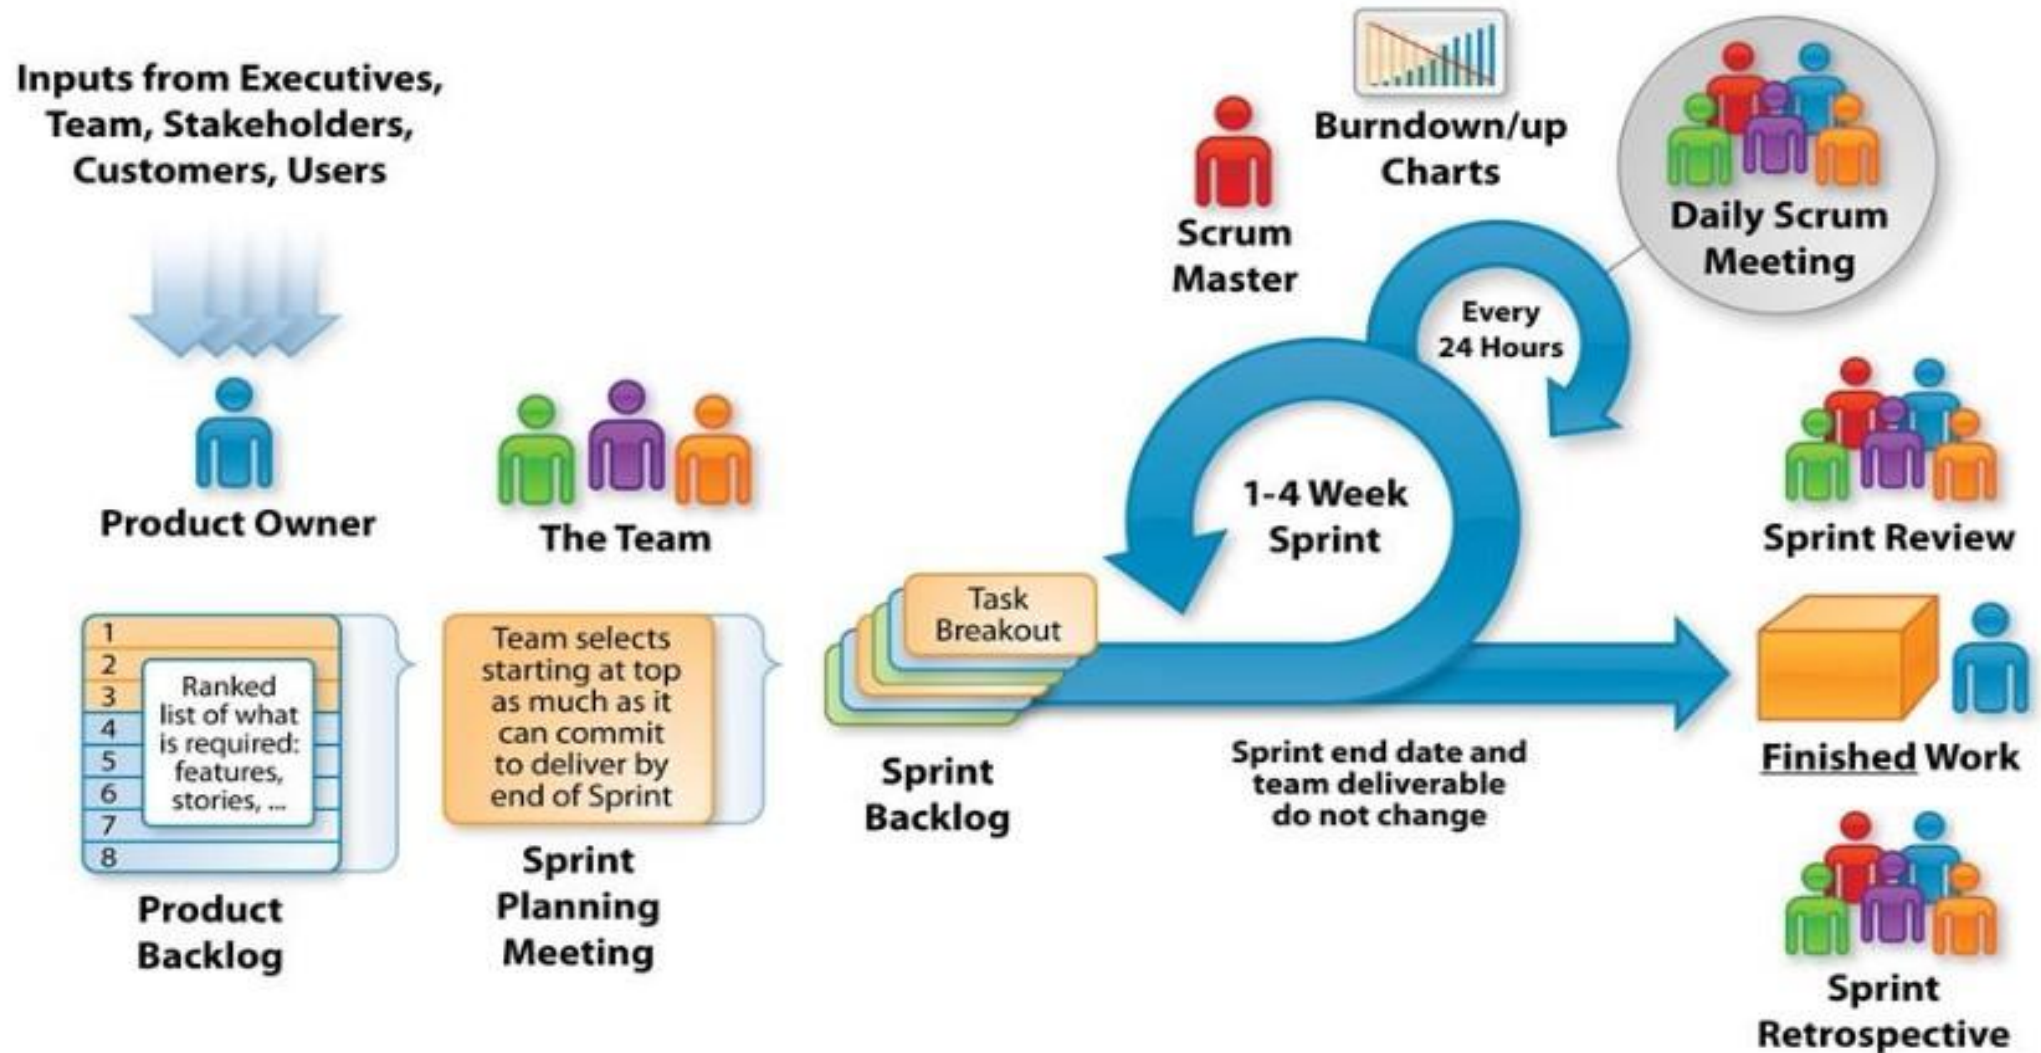 Inputs from Executives,
Team, Stakeholders,
Customers, Users
Product Owner
The Team
1
2
3
4
5
6
7
8
Ranked
list of what
is required:
features,
stories, ...
Product
Backlog
Team selects
starting at top
as much as it
can commit
to deliver by
end of Sprint
Sprint
Planning
Meeting
Task
Breakout
Sprint
Backlog
Scrum
Master
Burndown/up
Charts
Daily Scrum
Meeting
Every
24 Hours
1-4 Week
Sprint
Sprint end date and
team deliverable
do not change
Sprint Review
Finished Work
Sprint
Retrospective